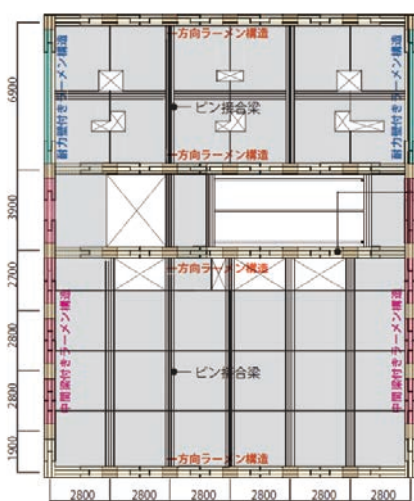 一方向ラーメン構造
耐力壁付きラーメン構造
耐力壁付きラーメン構造
ピン接合梁
一方向ラーメン構造
一方向ラーメン構造
中間梁付きラーメン構造
中間梁付きラーメン構造
ピン接合梁
一方向ラーメン構造
6900
3900
2700
2800
2800
1900
2800
2800
2800
2800
2800
2800